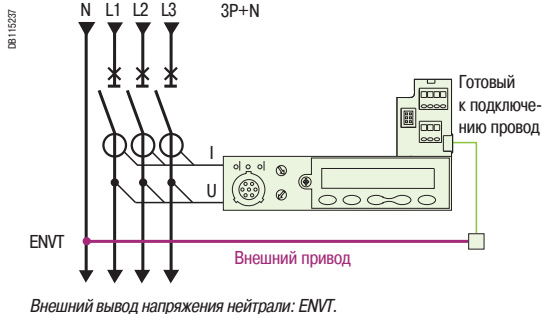 DB115237
N L1 L2 L3 3P+N
Готовый
к подключе-
нию провод
I
U
ENVT
Внешний привод
Внешний вывод напряжения нейтрали: ENVT.